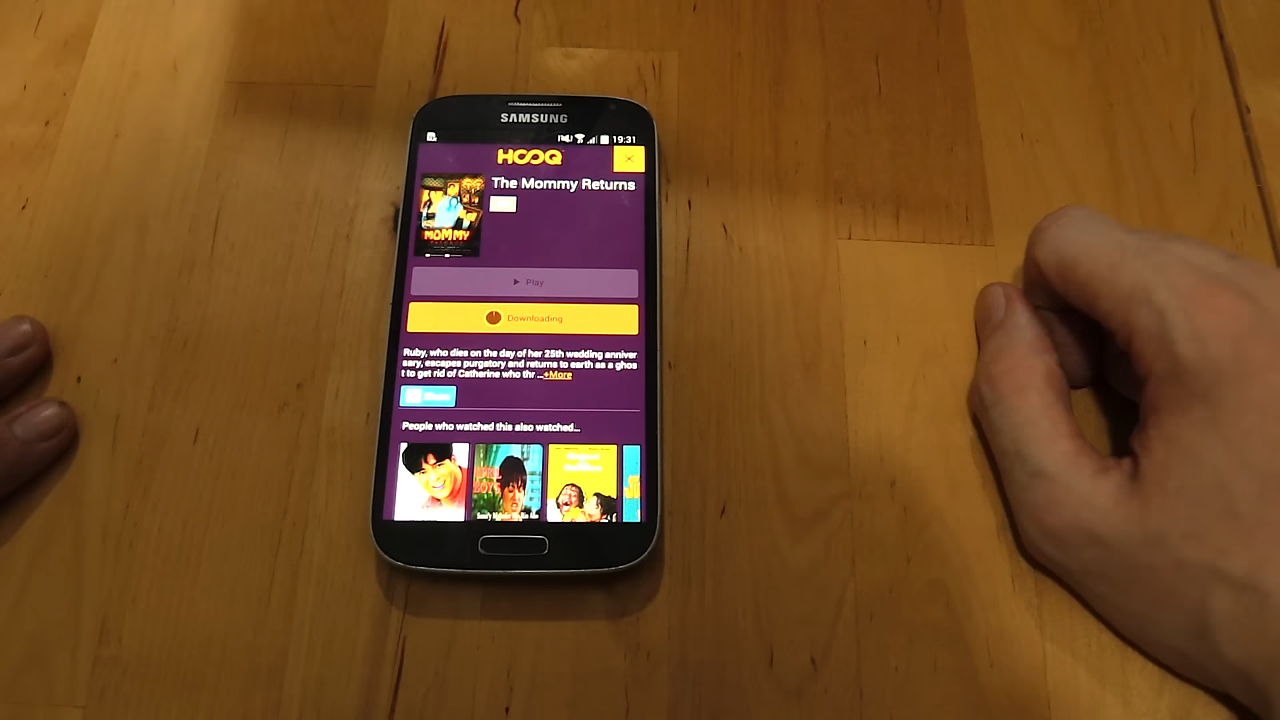 SAMSUNG
19:31
HOOQ
The Mommy Returns
MOMMY
Play
Downloading
Ruby, who dies on the day of her 25th wedding anniver
sary, escapes purgatory and returns to earth as a ghos
t to get rid of Catherine who thr ...+More
Share
People who watched this also watched...